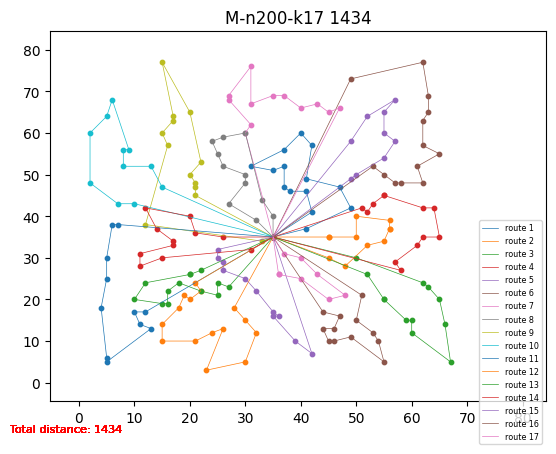 M-n200-k17 1434
80
70
60
50
40
30
20
10
0
0 10 20 30 40 50 60 70 80
route 1
route 2
route 3
route 4
route 5
route 6
route 7
route 8
route 9
route 10
route 11
route 12
route 13
route 14
route 15
route 16
route 17
Total distance: 1434